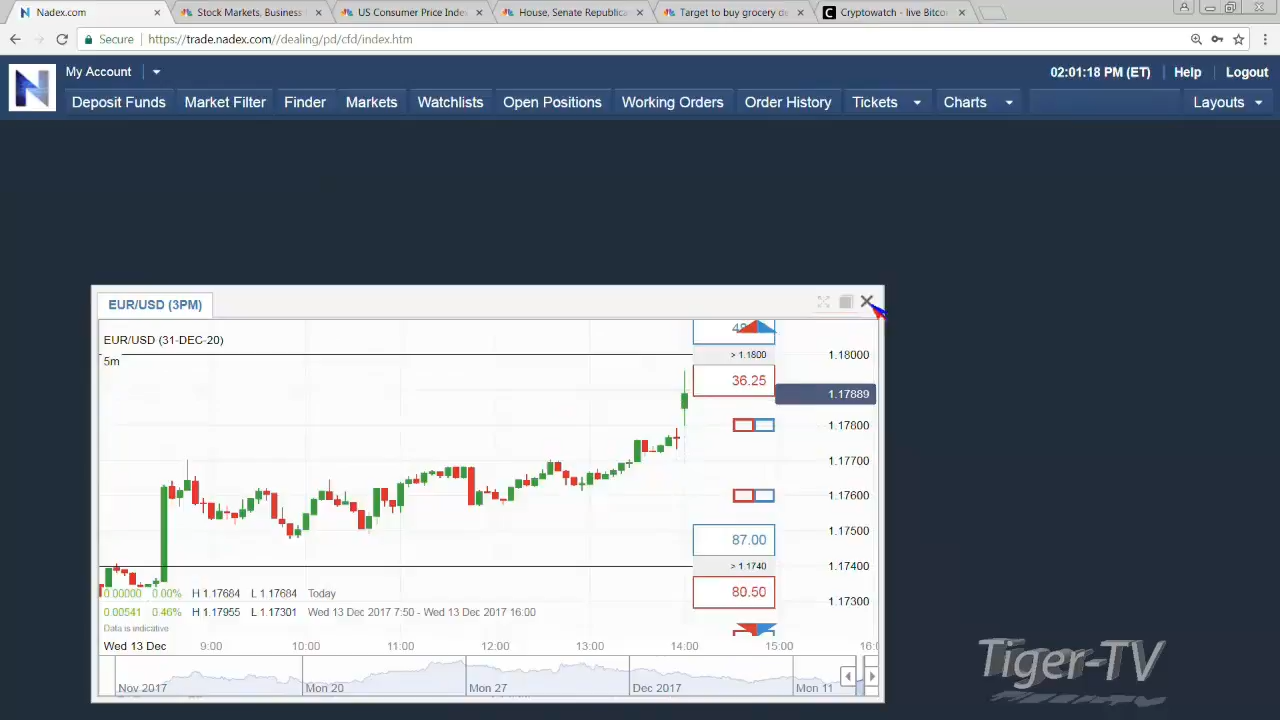 Nadex.com
Stock Markets, Business
US Consumer Price Inde
House, Senate Republica
Target to buy grocery d
Cryptowatch - live Bitco
Secure
https://trade.nadex.com//dealing/pd/cfd/index.htm
N
My Account
02:01:18 PM (ET)
Help
Logout
Deposit Funds
Market Filter
Finder
Markets
Watchlists
Open Positions
Working Orders
Order History
Tickets
Charts
Layouts
EUR/USD (3PM)
EUR/USD (31-DEC-20)
5m
> 1.1800
36.25
87.00
> 1.1740
80.50
1.18000
1.17889
1.17800
1.17700
1.17600
1.17500
1.17400
1.17300
0.00000 0.00% H 1.17684 L 1.17684 Today
0.00541 0.46% H 1.17955 L 1.17301 Wed 13 Dec 2017 7:50 - Wed 13 Dec 2017 16:00
Data is indicative
Wed 13 Dec 9:00 10:00 11:00 12:00 13:00 14:00 15:00 16:0
Nov 2017 Mon 20 Mon 27 Dec 2017 Mon 11
Tiger-TV